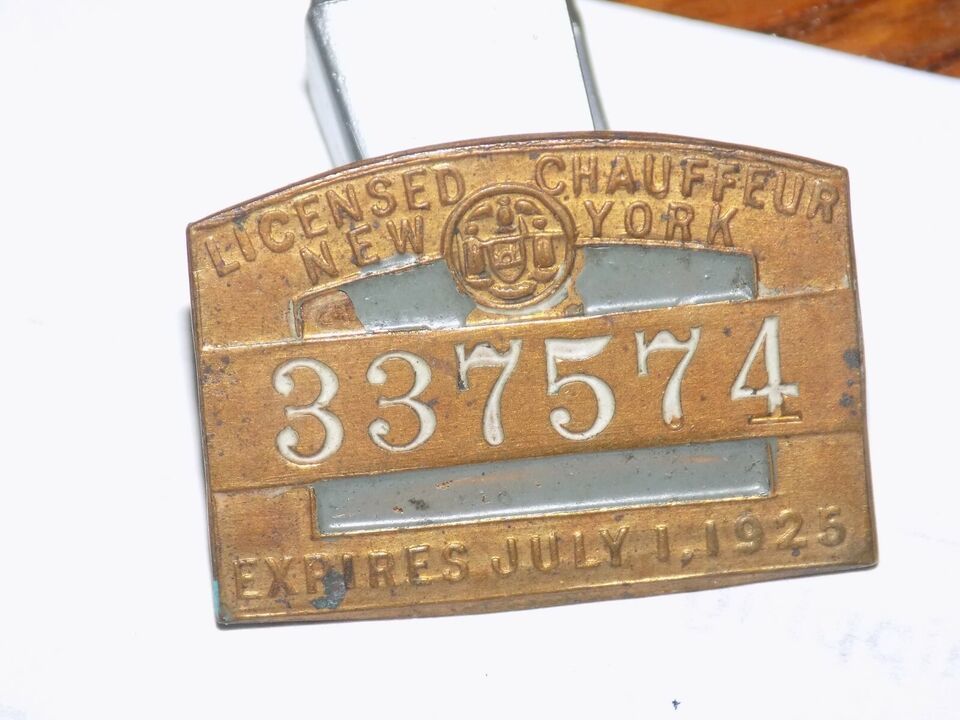 LICENSED CHAUFFEUR
NEW YORK
337574
EXPIRES JULY 1, 1925